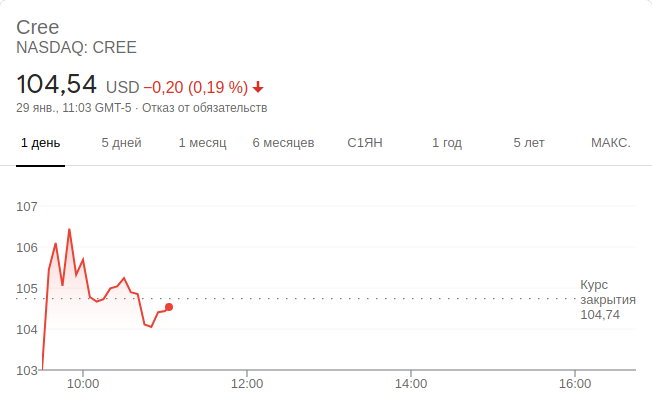 Cree
NASDAQ: CREE
104,54 USD −0,20 (0,19 %)
29 янв., 11:03 GMT-5 · Отказ от обязательств
1 день 5 дней 1 месяц 6 месяцев С1ЯН 1 год 5 лет МАКС.
107
106
105
104
103
Курс
закрытия
104,74
10:00 12:00 14:00 16:00